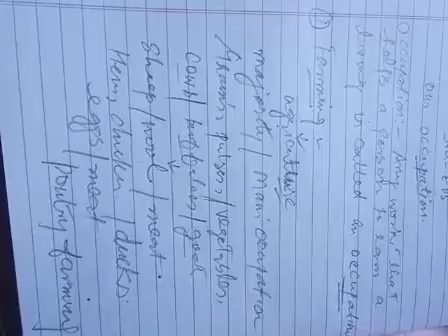 our occupation.
Occupation:- Any work that
helps a person to earn a
living is called an occupation
① Farming:-
agriculture
majority / main occupation
Grains, pulses, / vegetables,
Cows / buffaloes / goat
Sheep / wool / meat.
Hens, chicken / ducks.
eggs / meat
Poultry farming